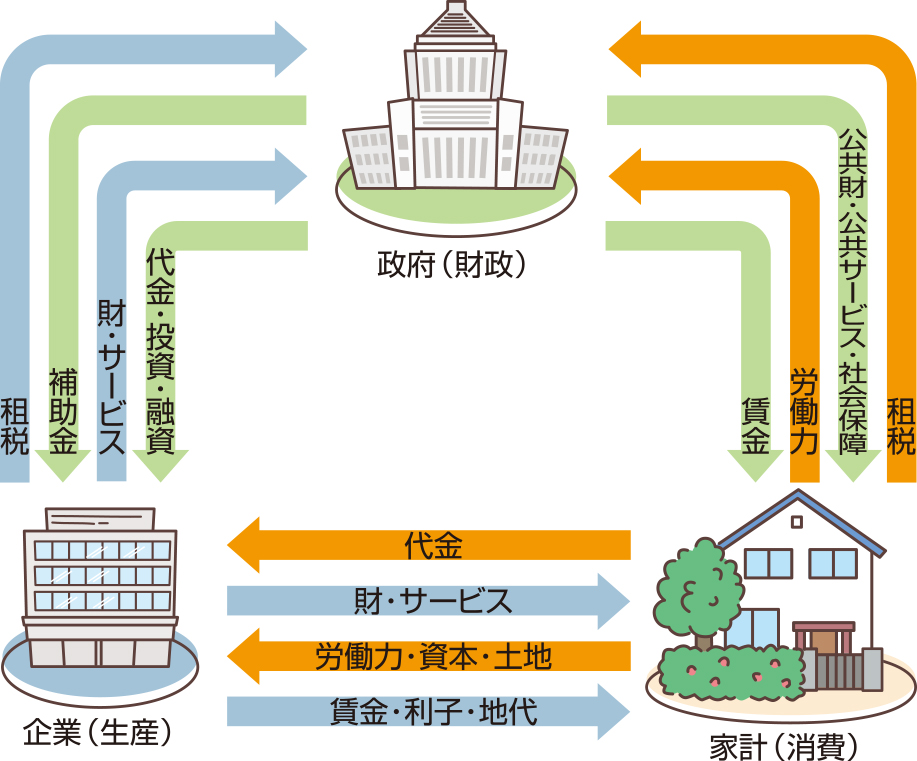 政府（財政）
租税
補助金
財・サービス
代金・投資・融資
賃金
労働力
公共財・公共サービス・社会保障
租税
代金
財・サービス
労働力・資本・土地
賃金・利子・地代
企業（生産）
家計（消費）